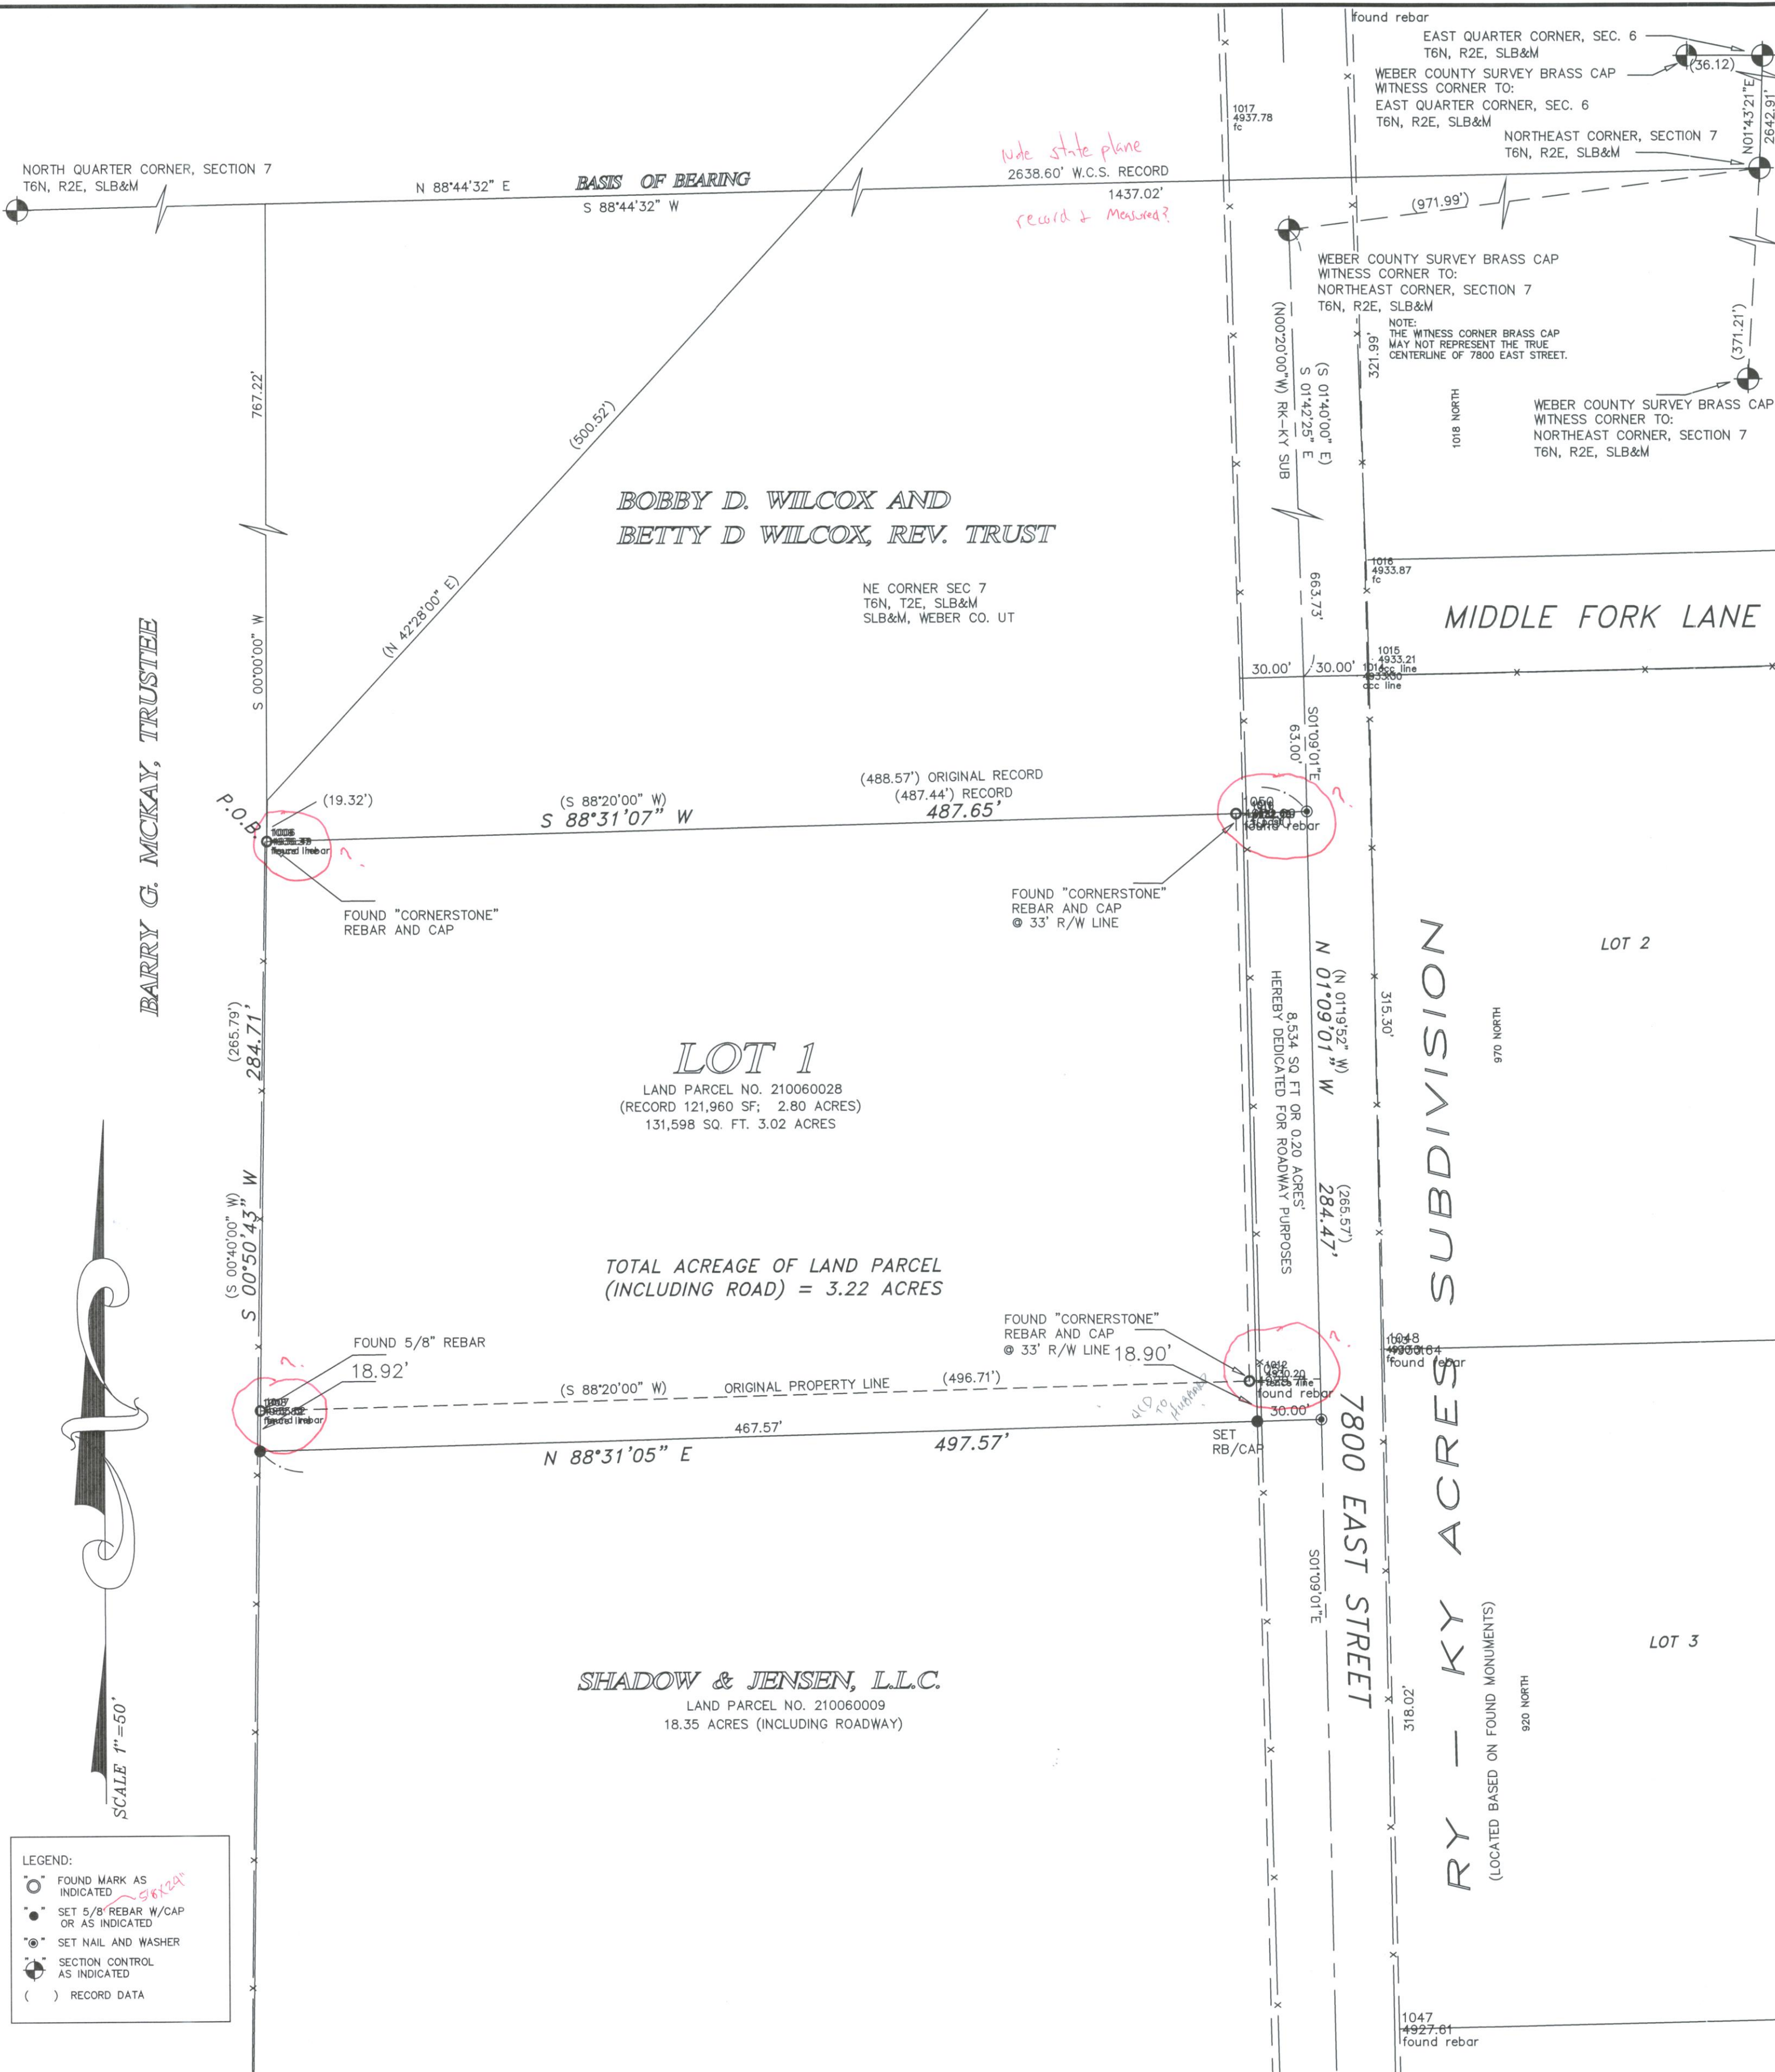 found rebar
EAST QUARTER CORNER, SEC. 6
T6N, R2E, SLB&M
(36.12)
WEBER COUNTY SURVEY BRASS CAP
WITNESS CORNER TO:
EAST QUARTER CORNER, SEC. 6
T6N, R2E, SLB&M
N01°43'21"E
2642.91'
NORTHEAST CORNER, SECTION 7
T6N, R2E, SLB&M
1017
4937.78
fc
Note state plane
2638.60' W.C.S. RECORD
1437.02'
record & Measured?
NORTH QUARTER CORNER, SECTION 7
T6N, R2E, SLB&M
N 88°44'32" E
BASIS OF BEARING
S 88°44'32" W
(971.99')
WEBER COUNTY SURVEY BRASS CAP
WITNESS CORNER TO:
NORTHEAST CORNER, SECTION 7
T6N, R2E, SLB&M
NOTE:
THE WITNESS CORNER BRASS CAP
MAY NOT REPRESENT THE TRUE
CENTERLINE OF 7800 EAST STREET.
(371.21')
WEBER COUNTY SURVEY BRASS CAP
WITNESS CORNER TO:
NORTHEAST CORNER, SECTION 7
T6N, R2E, SLB&M
767.22'
S 00°00'00" W
(500.52')
(N 42°28'00" E)
(N00°20'00"W) RK-KY SUB
(S 01°40'00" E)
S 01°42'25" E
321.99'
1018 NORTH
663.73'
BOBBY D. WILCOX AND
BETTY D WILCOX, REV. TRUST
NE CORNER SEC 7
T6N, T2E, SLB&M
SLB&M, WEBER CO. UT
1016
4933.87
fc
MIDDLE FORK LANE
1015
4933.21
occ line
30.00'
30.00'
occ line
S01°09'01"E
63.00'
BARRY G. MCKAY, TRUSTEE
P.O.B.
(19.32')
(S 88°20'00" W)
S 88°31'07" W
(488.57') ORIGINAL RECORD
(487.44') RECORD
487.65'
1050
found rebar
?
?
FOUND "CORNERSTONE"
REBAR AND CAP
FOUND "CORNERSTONE"
REBAR AND CAP
@ 33' R/W LINE
LOT 2
970 NORTH
(265.79')
284.71'
(S 00°40'00" W)
S 00°50'43" W
LOT 1
LAND PARCEL NO. 210060028
(RECORD 121,960 SF; 2.80 ACRES)
131,598 SQ. FT. 3.02 ACRES
8,534 SQ FT OR 0.20 ACRES'
HEREBY DEDICATED FOR ROADWAY PURPOSES
(N 01°19'52" W)
N 01°09'01" W
(265.57')
284.47'
315.30'
TOTAL ACREAGE OF LAND PARCEL
(INCLUDING ROAD) = 3.22 ACRES
FOUND 5/8" REBAR
18.92'
?
FOUND "CORNERSTONE"
REBAR AND CAP
@ 33' R/W LINE
18.90'
?
1012
found rebar
1048
found rebar
(S 88°20'00" W)
ORIGINAL PROPERTY LINE
(496.71')
QCD TO
30.00'
467.57'
N 88°31'05" E
497.57'
SET
RB/CAP
7800 EAST STREET
S01°09'01"E
RY - KY ACRES SUBDIVISION
(LOCATED BASED ON FOUND MONUMENTS)
LOT 3
920 NORTH
318.02'
SHADOW & JENSEN, L.L.C.
LAND PARCEL NO. 210060009
18.35 ACRES (INCLUDING ROADWAY)
SCALE 1"=50'
LEGEND:
FOUND MARK AS
INDICATED
5/8x24"
SET 5/8 REBAR W/CAP
OR AS INDICATED
SET NAIL AND WASHER
SECTION CONTROL
AS INDICATED
( ) RECORD DATA
1047
4927.61
found rebar